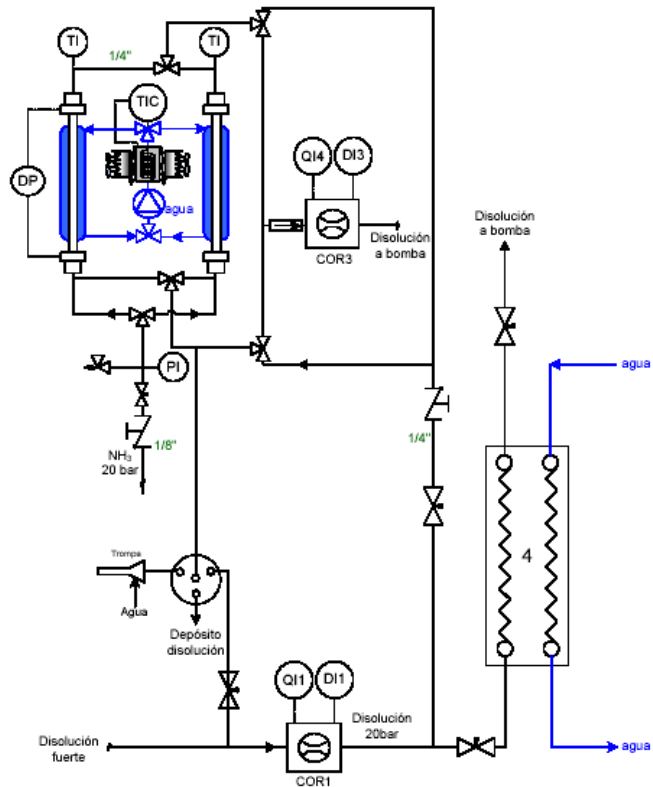 TI
TI
1/4"
TIC
DP
agua
QI4
DI3
Disolución
a bomba
COR3
Disolución
a bomba
agua
PI
1/4"
1/8"
NH₃
20 bar
4
Trompa
Agua
Depósito
disolución
QI1
DI1
Disolución
20bar
Disolución
fuerte
COR1
agua